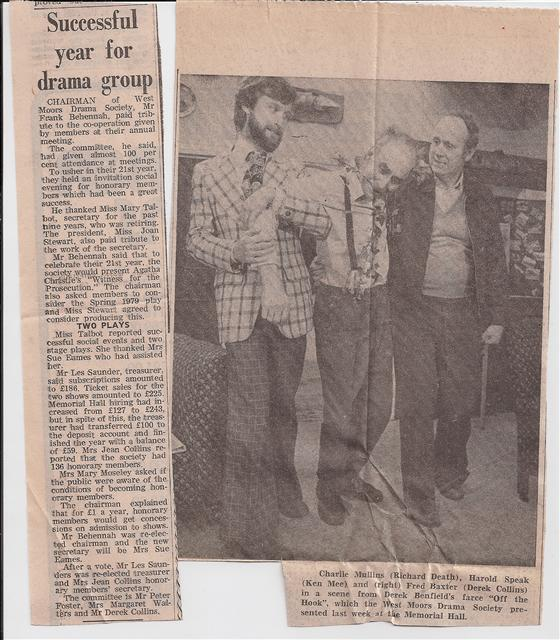 Successful
year for
drama group
CHAIRMAN of West
Moors Drama Society, Mr
Frank Behennah, paid trib-
ute to the co-operation given
by members at their annual
meeting.
The committee, he said,
had given almost 100 per
cent attendance at meetings.
To usher in their 21st year,
they held an invitation social
evening for honorary mem-
bers which had been a great
success.
He thanked Miss Mary Tal-
bot, secretary for the past
nine years, who was retiring.
The president, Miss Joan
Stewart, also paid tribute to
the work of the secretary.
Mr Behennah said that to
celebrate their 21st year, the
society would present Agatha
Christie's "Witness for the
Prosecution." The chairman
also asked members to con-
sider the Spring 1979 play
and Miss Stewart agreed to
consider producing this.
TWO PLAYS
Miss Talbot reported suc-
cessful social events and two
stage plays. She thanked Mrs
Sue Eames who had assisted
her.
Mr Les Saunder, treasurer,
said subscriptions amounted
to £186. Ticket sales for the
two shows amounted to £225.
Memorial Hall hiring had in-
creased from £127 to £243,
but in spite of this, the treas-
urer had transferred £100 to
the deposit account and fin-
ished the year with a balance
of £59. Mrs Jean Collins re-
ported that the society had
136 honorary members.
Mrs Mary Moseley asked if
the public were aware of the
conditions of becoming hon-
orary members.
The chairman explained
that for £1 a year, honorary
members would get conces-
sions on admission to shows.
Mr Behennah was re-elec-
ted chairman and the new
secretary will be Mrs Sue
Eames.
After a vote, Mr Les Saun-
ders was re-elected treasurer
and Mrs Jean Collins honor-
ary members' secretary.
The committee is Mr Peter
Foster, Mrs Margaret Wal-
ters and Mr Derek Collins.
Charlie Mullins (Richard Death), Harold Speak
(Ken Mee) and (right) Fred Baxter (Derek Collins)
in a scene from Derek Benfield's farce "Off the
Hook", which the West Moors Drama Society pre-
sented last week at the Memorial Hall.